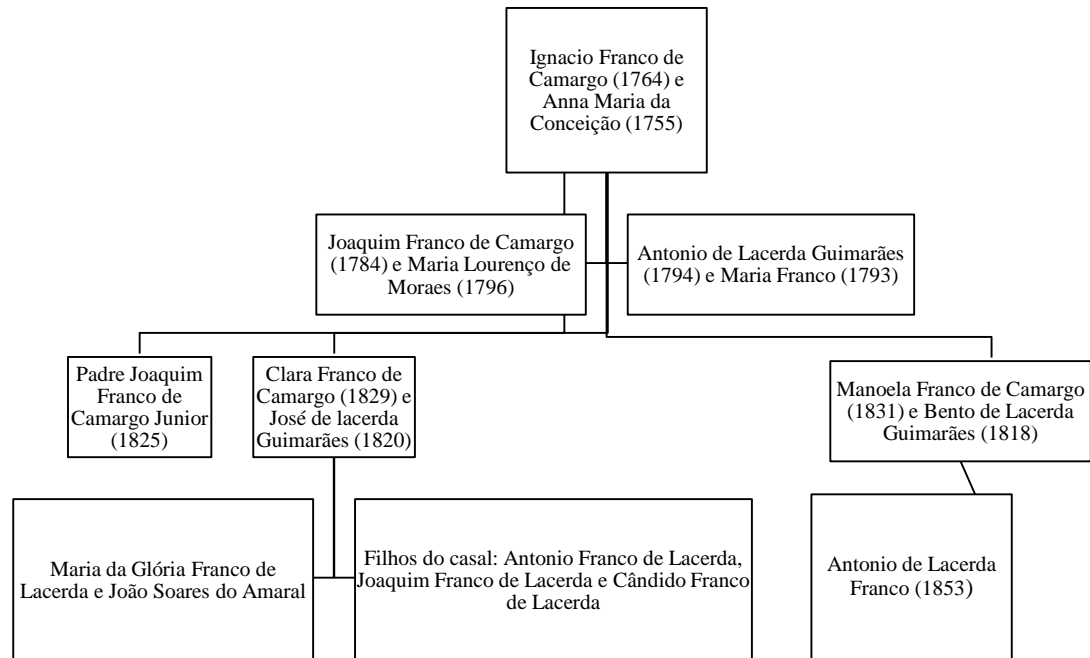 Ignacio Franco de
Camargo (1764) e
Anna Maria da
Conceição (1755)
Joaquim Franco de Camargo
(1784) e Maria Lourenço de
Moraes (1796)
Antonio de Lacerda Guimarães
(1794) e Maria Franco (1793)
Padre Joaquim
Franco de
Camargo Junior
(1825)
Clara Franco de
Camargo (1829) e
José de lacerda
Guimarães (1820)
Manoela Franco de Camargo
(1831) e Bento de Lacerda
Guimarães (1818)
Maria da Glória Franco de
Lacerda e João Soares do Amaral
Filhos do casal: Antonio Franco de Lacerda,
Joaquim Franco de Lacerda e Cândido Franco
de Lacerda
Antonio de Lacerda
Franco (1853)